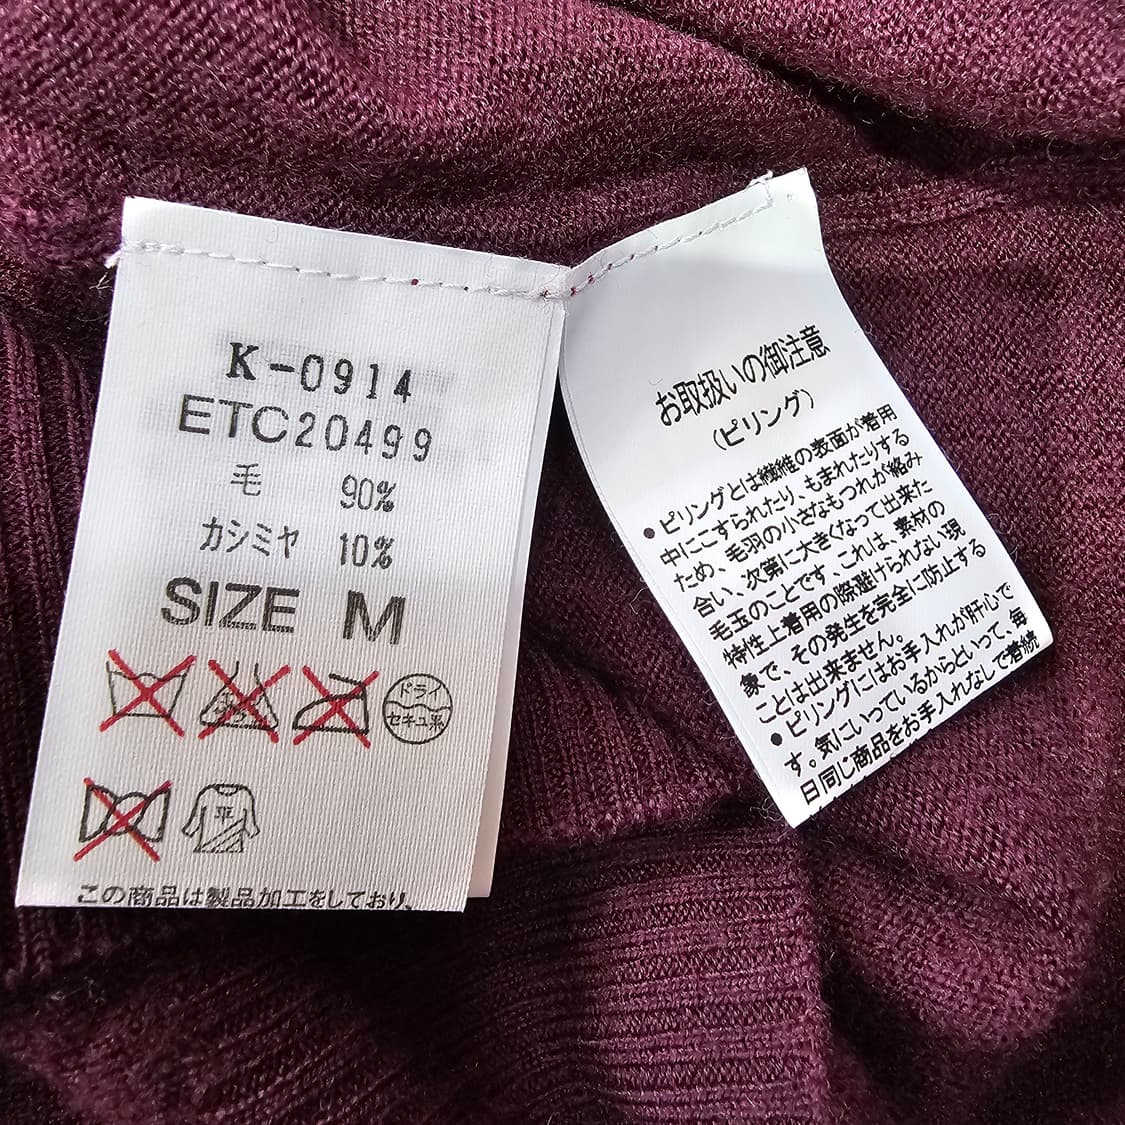 K-0914
ETC20499
毛 90%
カシミヤ 10%
SIZE M
ドライ
セキュ系
平
この商品は製品加工をしており、
お取扱いの御注意
(ピリング)
●ピリングとは繊維の表面が着用
中にこすられたり、もまれたりする
ため、毛羽の小さなもつれが絡み
合い、次第に大きくなって出来た
毛玉のことです、これは、素材の
特性上着用の際避けられない現
象で、その発生を完全に防止する
ことは出来ません。
●ピリングにはお手入れが肝心で
す。気にいっているからといって、毎
日同じ商品をお手入れなしで着続